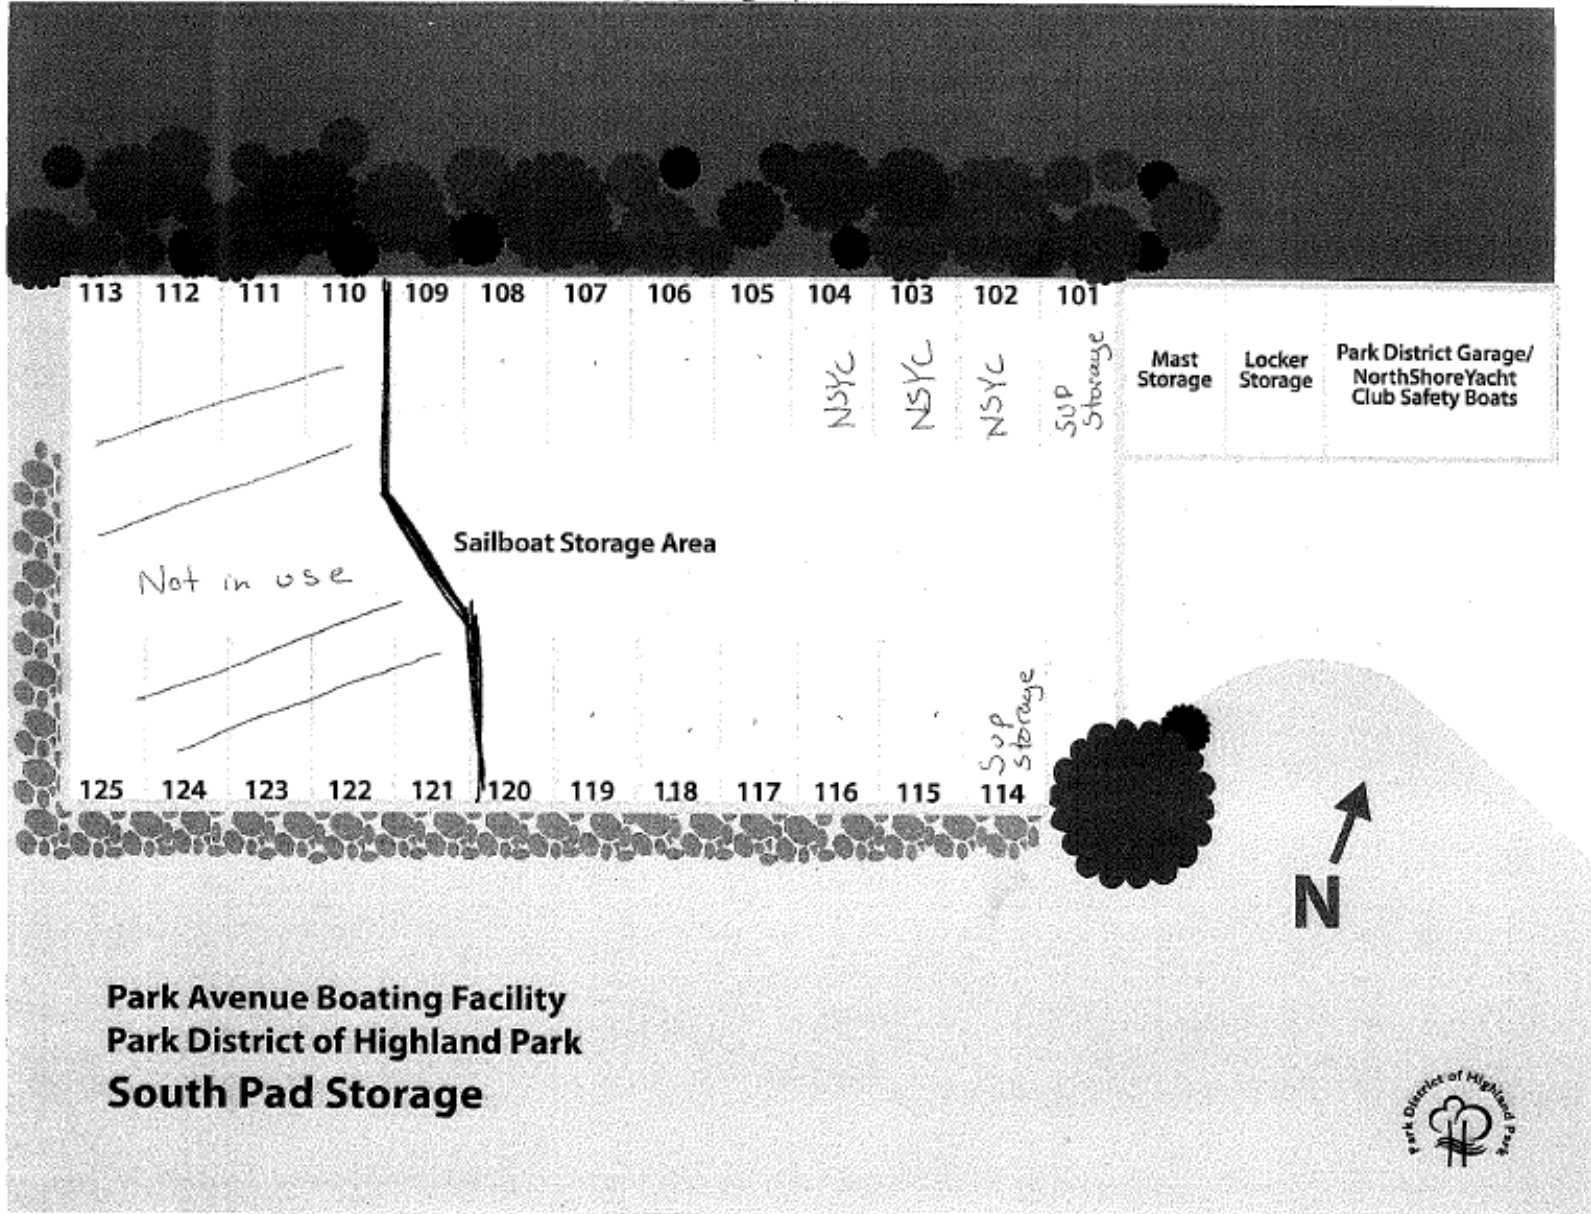 113 112 111 110 109 108 107 106 105 104 103 102 101
NSYC
NSYC
NSYC
SUP
Storage
Mast
Storage
Locker
Storage
Park District Garage/
NorthShoreYacht
Club Safety Boats
Sailboat Storage Area
Not in use
SUP
Storage
125 124 123 122 121 120 119 118 117 116 115 114
N
Park Avenue Boating Facility
Park District of Highland Park
South Pad Storage
Park District of Highland Park